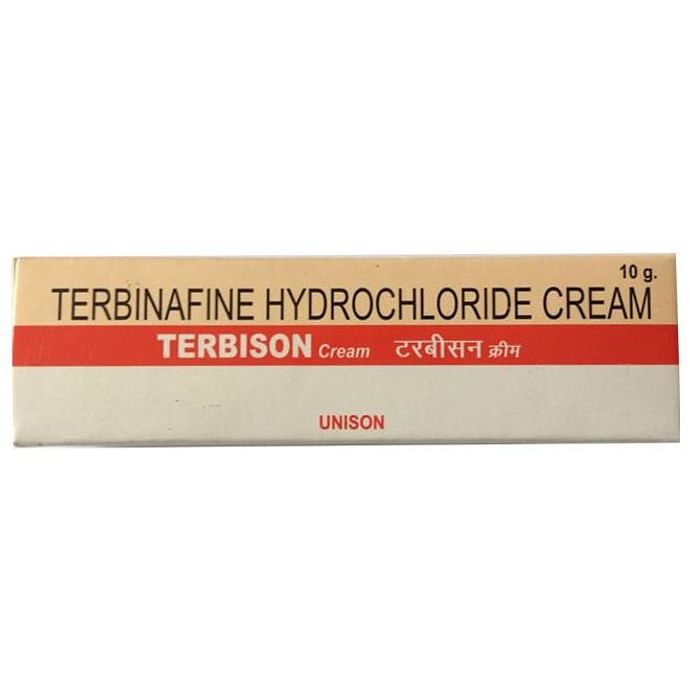 10 g.
TERBINAFINE HYDROCHLORIDE CREAM
TERBISON Cream टरबीसन क्रीम
UNISON